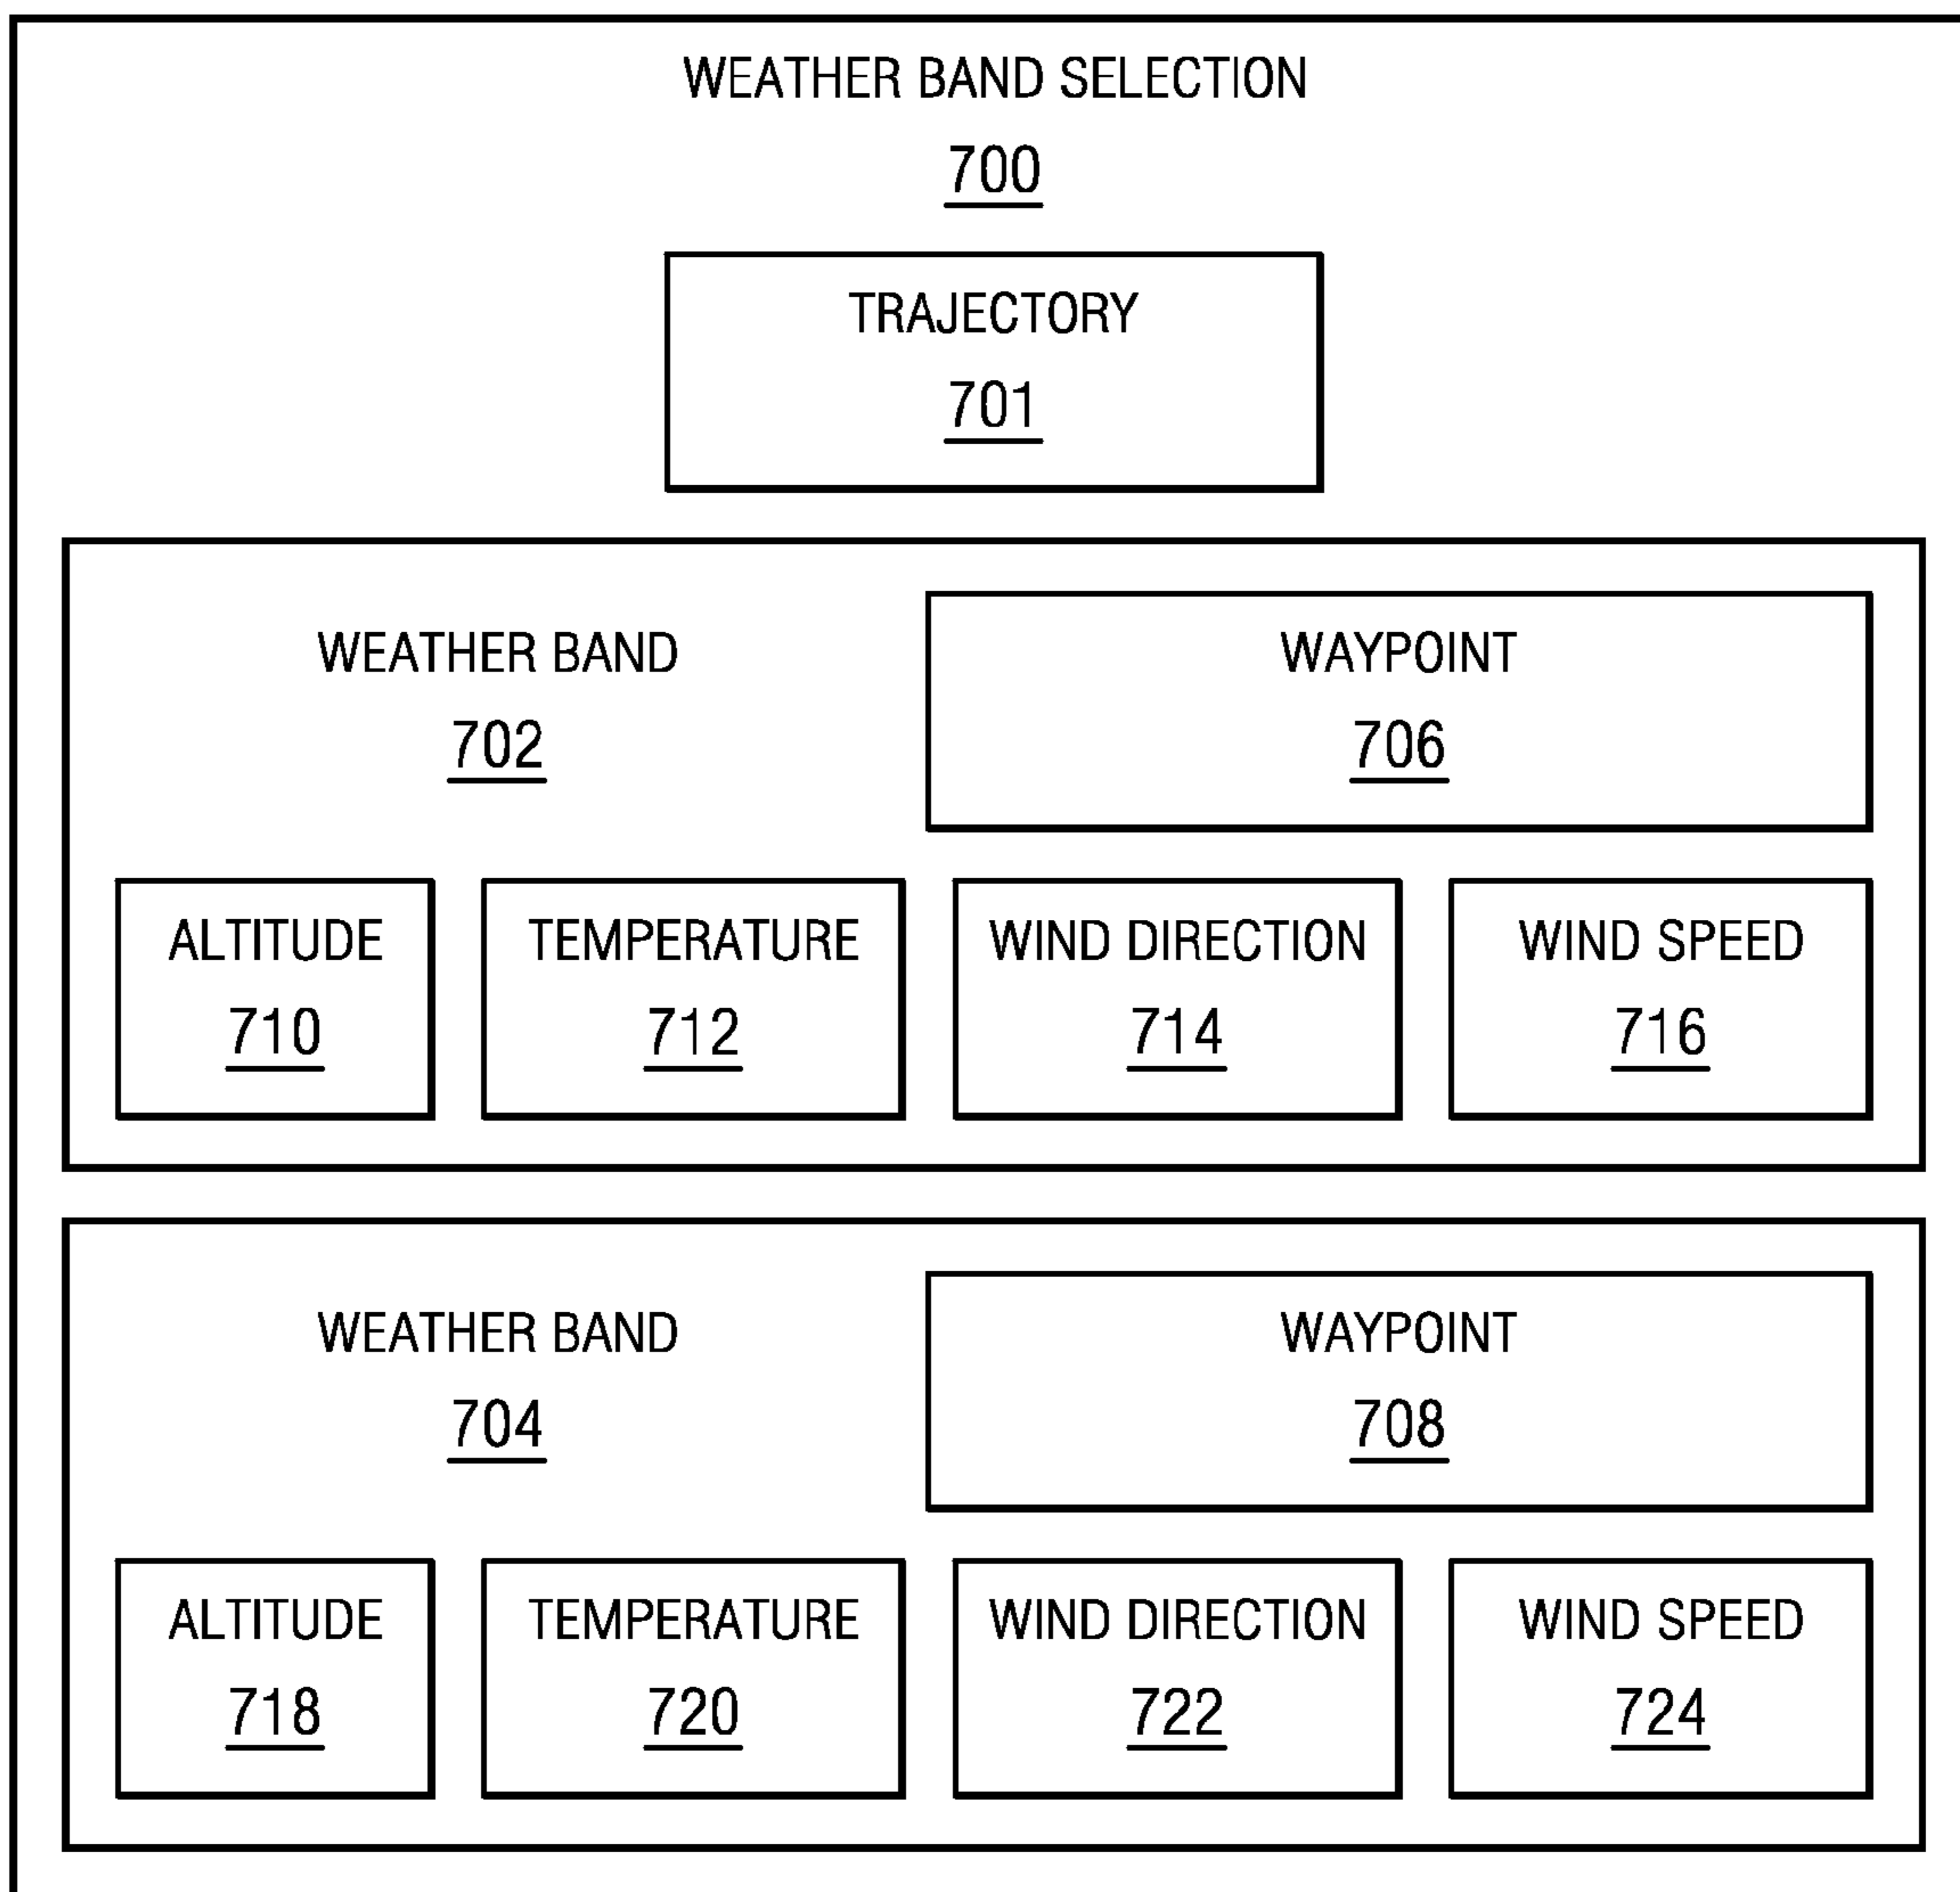 WEATHER BAND SELECTION
700
TRAJECTORY
701
WEATHER BAND
702
WAYPOINT
706
ALTITUDE
710
TEMPERATURE
712
WIND DIRECTION
714
WIND SPEED
716
WEATHER BAND
704
WAYPOINT
708
ALTITUDE
718
TEMPERATURE
720
WIND DIRECTION
722
WIND SPEED
724